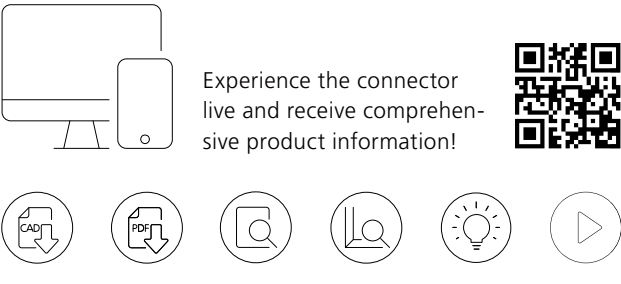 Experience the connector
live and receive comprehen-
sive product information!
CAD
PDF